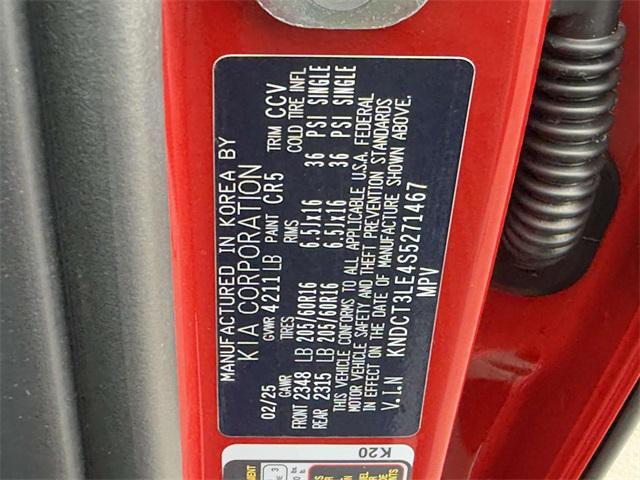 MANUFACTURED IN KOREA BY
KIA CORPORATION
02/25 GVWR 4211LB PAINT CR5 TRIM CCV
GAWR TIRES RIMS COLD TIRE INFL
FRONT 2348 LB 205/60R16 6.5Jx16 36 PSI SINGLE
REAR 2315 LB 205/60R16 6.5Jx16 36 PSI SINGLE
THIS VEHICLE CONFORMS TO ALL APPLICABLE U.S.A. FEDERAL
MOTOR VEHICLE SAFETY AND THEFT PREVENTION STANDARDS
IN EFFECT ON THE DATE OF MANUFACTURE SHOWN ABOVE.
V.I.N KNDCT3LE4S5271467
MPV
K20